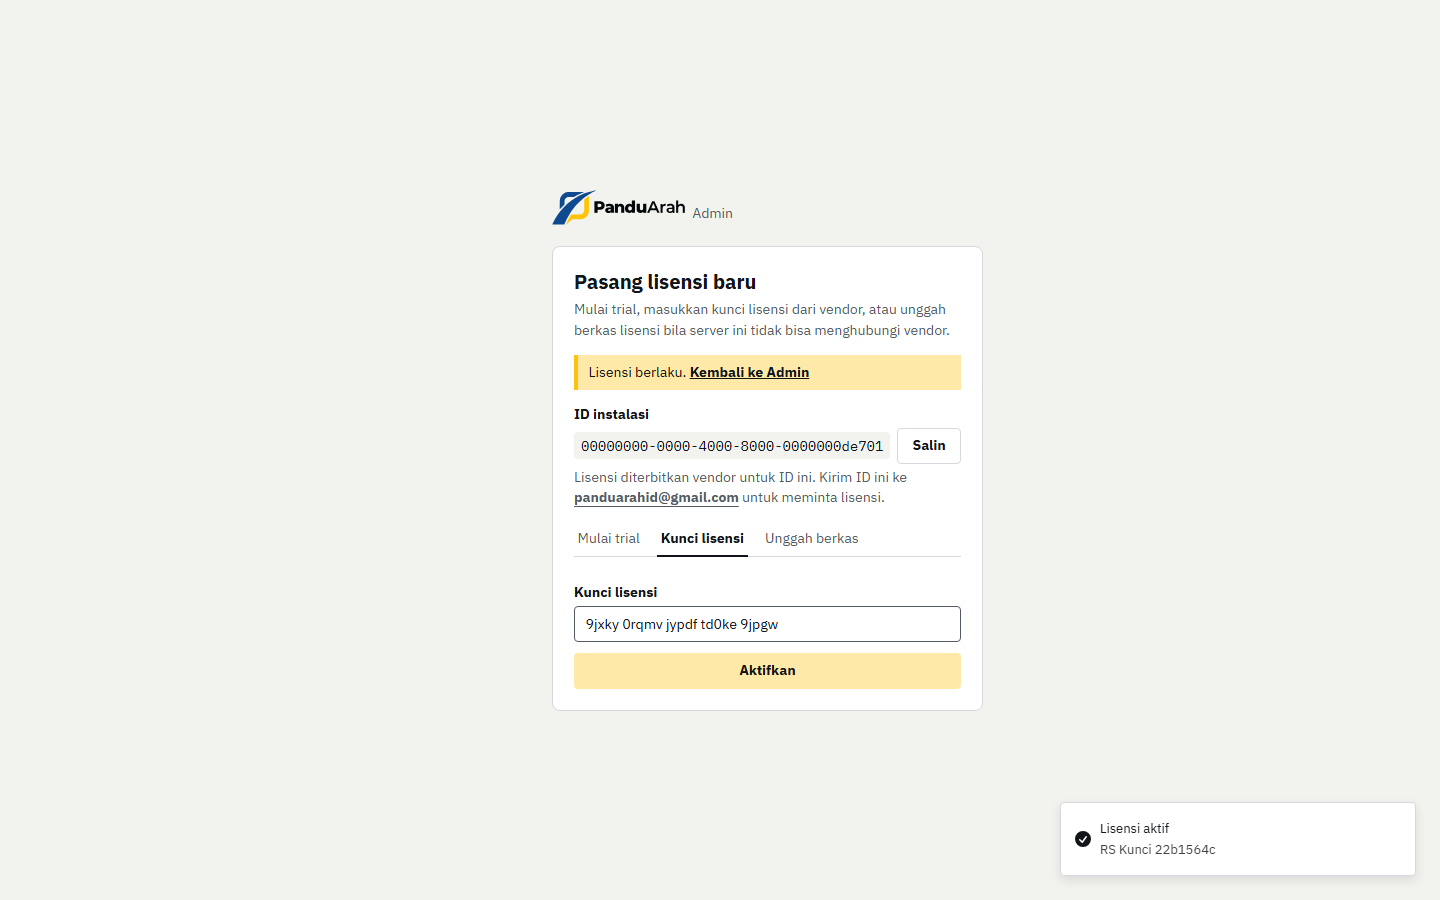 PanduArah Admin
Pasang lisensi baru
Mulai trial, masukkan kunci lisensi dari vendor, atau unggah
berkas lisensi bila server ini tidak bisa menghubungi vendor.
Lisensi berlaku. Kembali ke Admin
ID instalasi
00000000-0000-4000-8000-0000000de701 Salin
Lisensi diterbitkan vendor untuk ID ini. Kirim ID ini ke
panduarahid@gmail.com untuk meminta lisensi.
Mulai trial Kunci lisensi Unggah berkas
Kunci lisensi
9jxky 0rqmv jypdf td0ke 9jpgw
Aktifkan
Lisensi aktif
RS Kunci 22b1564c